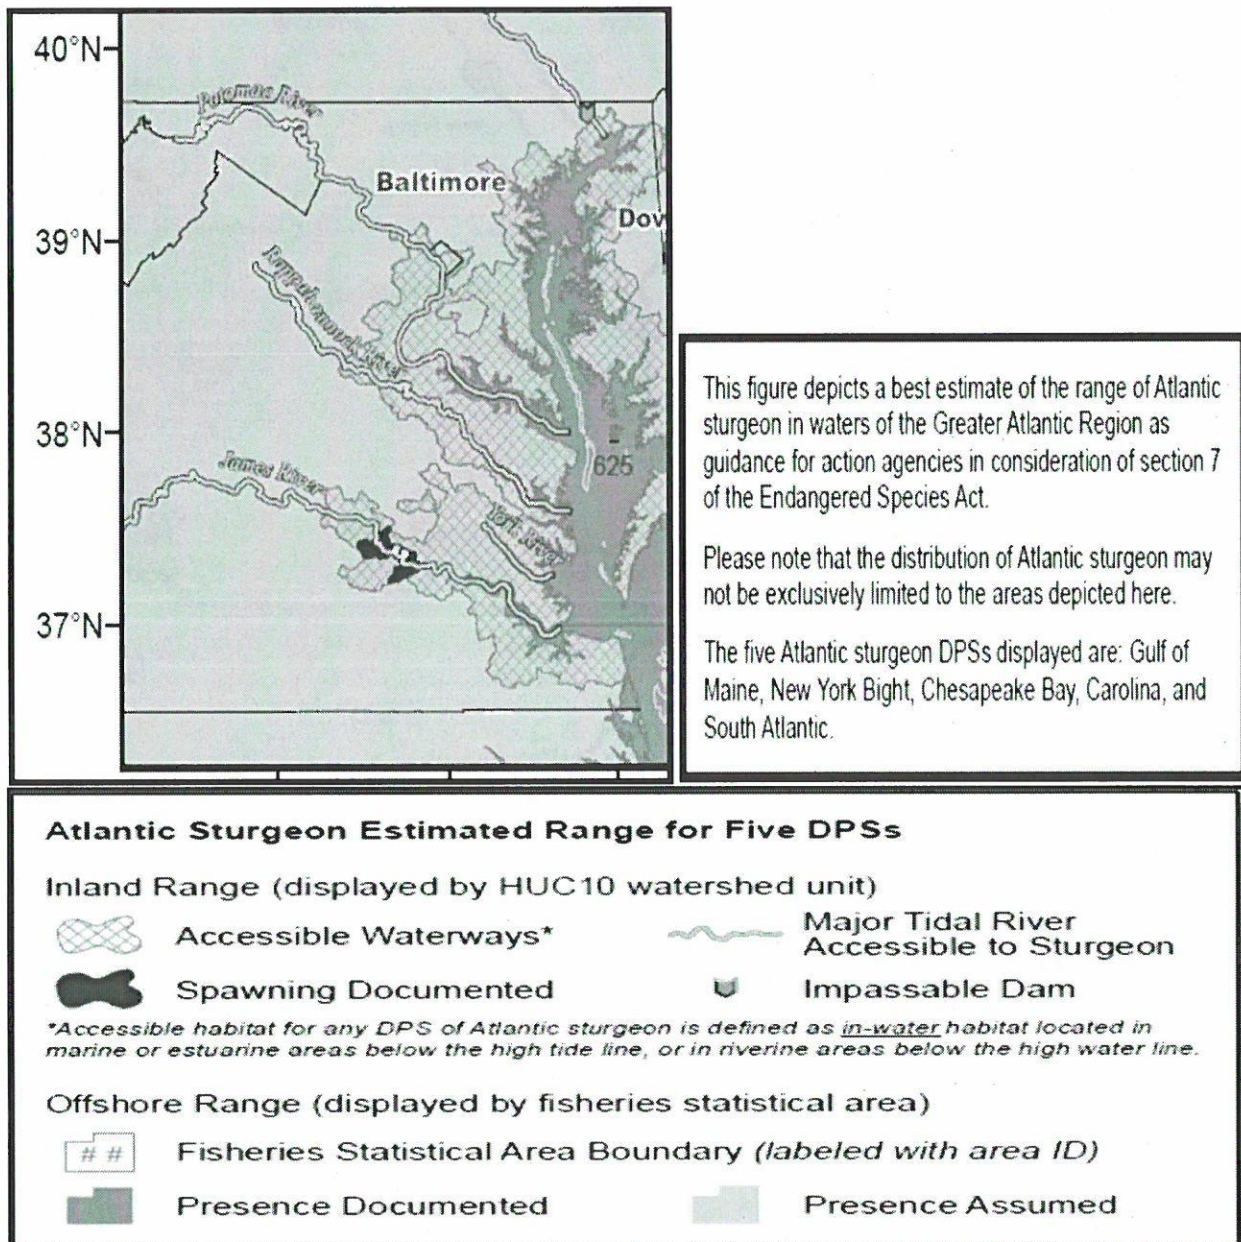 40°N
Potomac River
Baltimore
39°N
Dov
Rappahannock River
38°N
625
James River
York River
37°N
This figure depicts a best estimate of the range of Atlantic
sturgeon in waters of the Greater Atlantic Region as
guidance for action agencies in consideration of section 7
of the Endangered Species Act.
Please note that the distribution of Atlantic sturgeon may
not be exclusively limited to the areas depicted here.
The five Atlantic sturgeon DPSs displayed are: Gulf of
Maine, New York Bight, Chesapeake Bay, Carolina, and
South Atlantic.
Atlantic Sturgeon Estimated Range for Five DPSs
Inland Range (displayed by HUC10 watershed unit)
Accessible Waterways*
Major Tidal River
Accessible to Sturgeon
Spawning Documented
Impassable Dam
*Accessible habitat for any DPS of Atlantic sturgeon is defined as in-water habitat located in
marine or estuarine areas below the high tide line, or in riverine areas below the high water line.
Offshore Range (displayed by fisheries statistical area)
# #
Fisheries Statistical Area Boundary (labeled with area ID)
Presence Documented
Presence Assumed